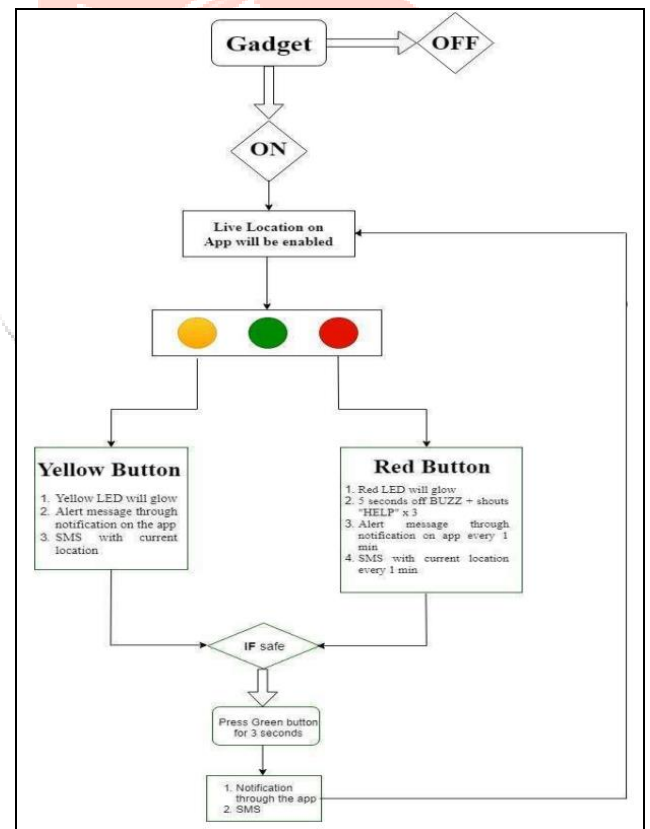 Gadget
OFF
ON
Live Location on
App will be enabled
Yellow Button
1. Yellow LED will glow
2. Alert message through
notification on the app
3. SMS with current
location
Red Button
1. Red LED will glow
2. 5 seconds off BUZZ + shouts
"HELP" x 3
3. Alert message through
notification on app every 1
min
4. SMS with current location
every 1 min
IF safe
Press Green button
for 3 seconds
1. Notification
through the app
2. SMS